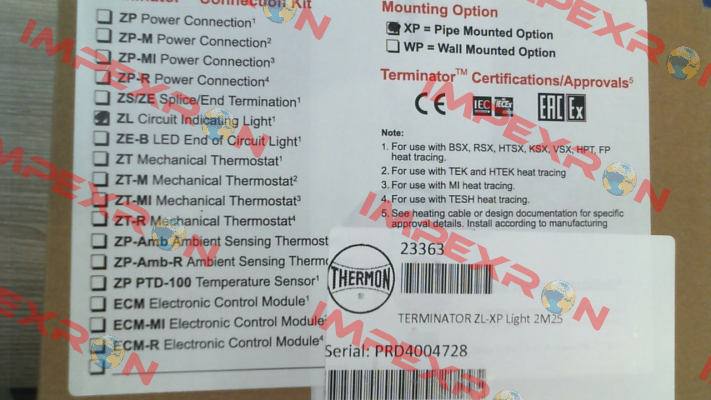 Connection Kit
ZP Power Connection¹
ZP-M Power Connection²
ZP-MI Power Connection³
ZP-R Power Connection⁴
ZS/ZE Splice/End Termination¹
ZL Circuit Indicating Light¹
ZE-B LED End of Circuit Light¹
ZT Mechanical Thermostat¹
ZT-M Mechanical Thermostat²
ZT-MI Mechanical Thermostat³
ZT-R Mechanical Thermostat⁴
ZP-Amb Ambient Sensing Thermost
ZP-Amb-R Ambient Sensing Thermo
ZP PTD-100 Temperature Sensor¹
ECM Electronic Control Module¹
ECM-MI Electronic Control Module
ECM-R Electronic Control Module⁴
Mounting Option
XP = Pipe Mounted Option
WP = Wall Mounted Option
Terminator™ Certifications/Approvals⁵
CE IEC IECEx EAC Ex
Note:
1. For use with BSX, RSX, HTSX, KSX, VSX, HPT, FP
heat tracing.
2. For use with TEK and HTEK heat tracing
3. For use with MI heat tracing.
4. For use with TESH heat tracing.
5. See heating cable or design documentation for specific
approval details. Install according to manufacturing
THERMON
®
23363
TERMINATOR ZL-XP Light 2M25
Serial: PRD4004728
IMPEXRON
IMPEXRON
IMPEXRON
IMPEXRON
IMPEXRON